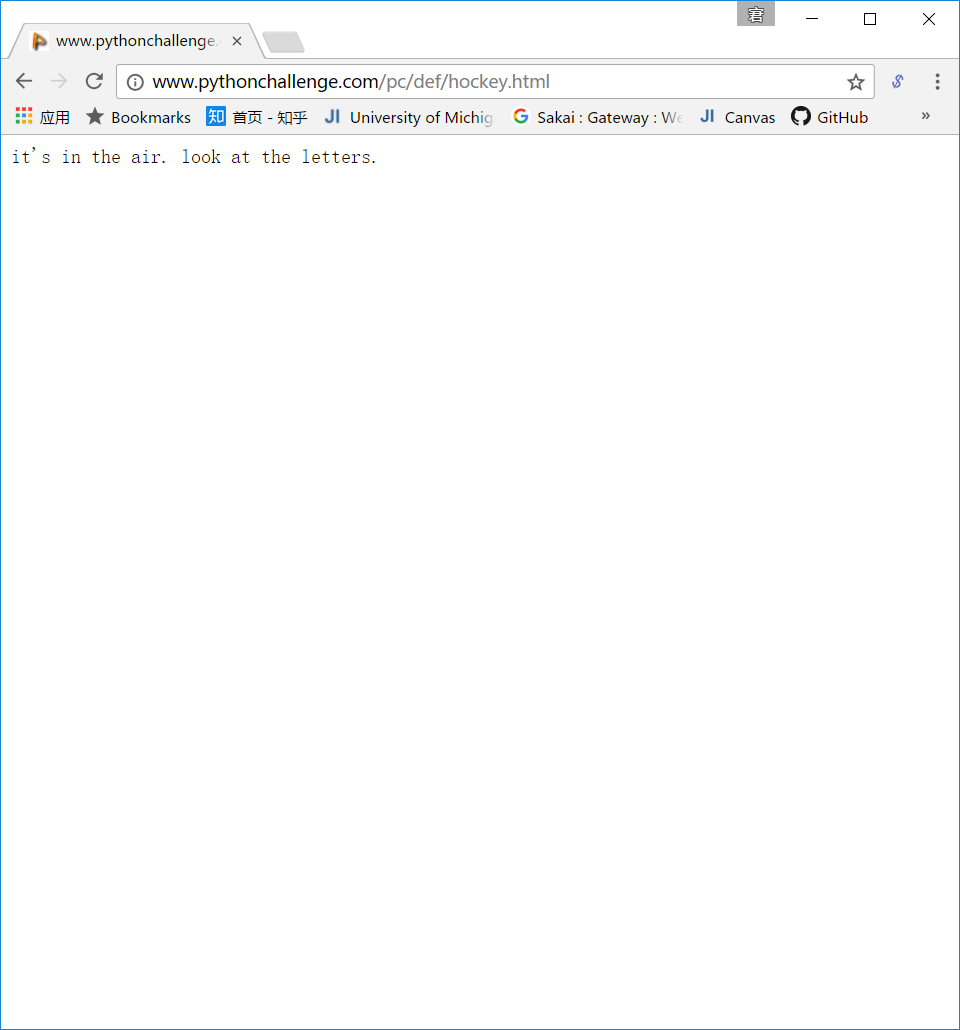 窘
www.pythonchallenge.
www.pythonchallenge.com/pc/def/hockey.html
应用 Bookmarks 知 首页 - 知乎 JI University of Michig G Sakai : Gateway : We JI Canvas GitHub »
it's in the air. look at the letters.